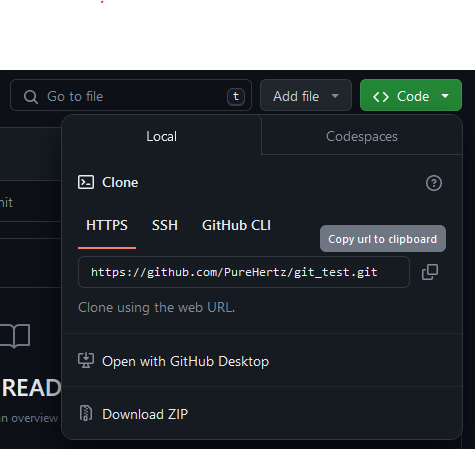 Go to file
t
Add file
Code
Local
Codespaces
Clone
HTTPS
SSH
GitHub CLI
Copy url to clipboard
https://github.com/PureHertz/git_test.git
Clone using the web URL.
Open with GitHub Desktop
READ
an overview
Download ZIP